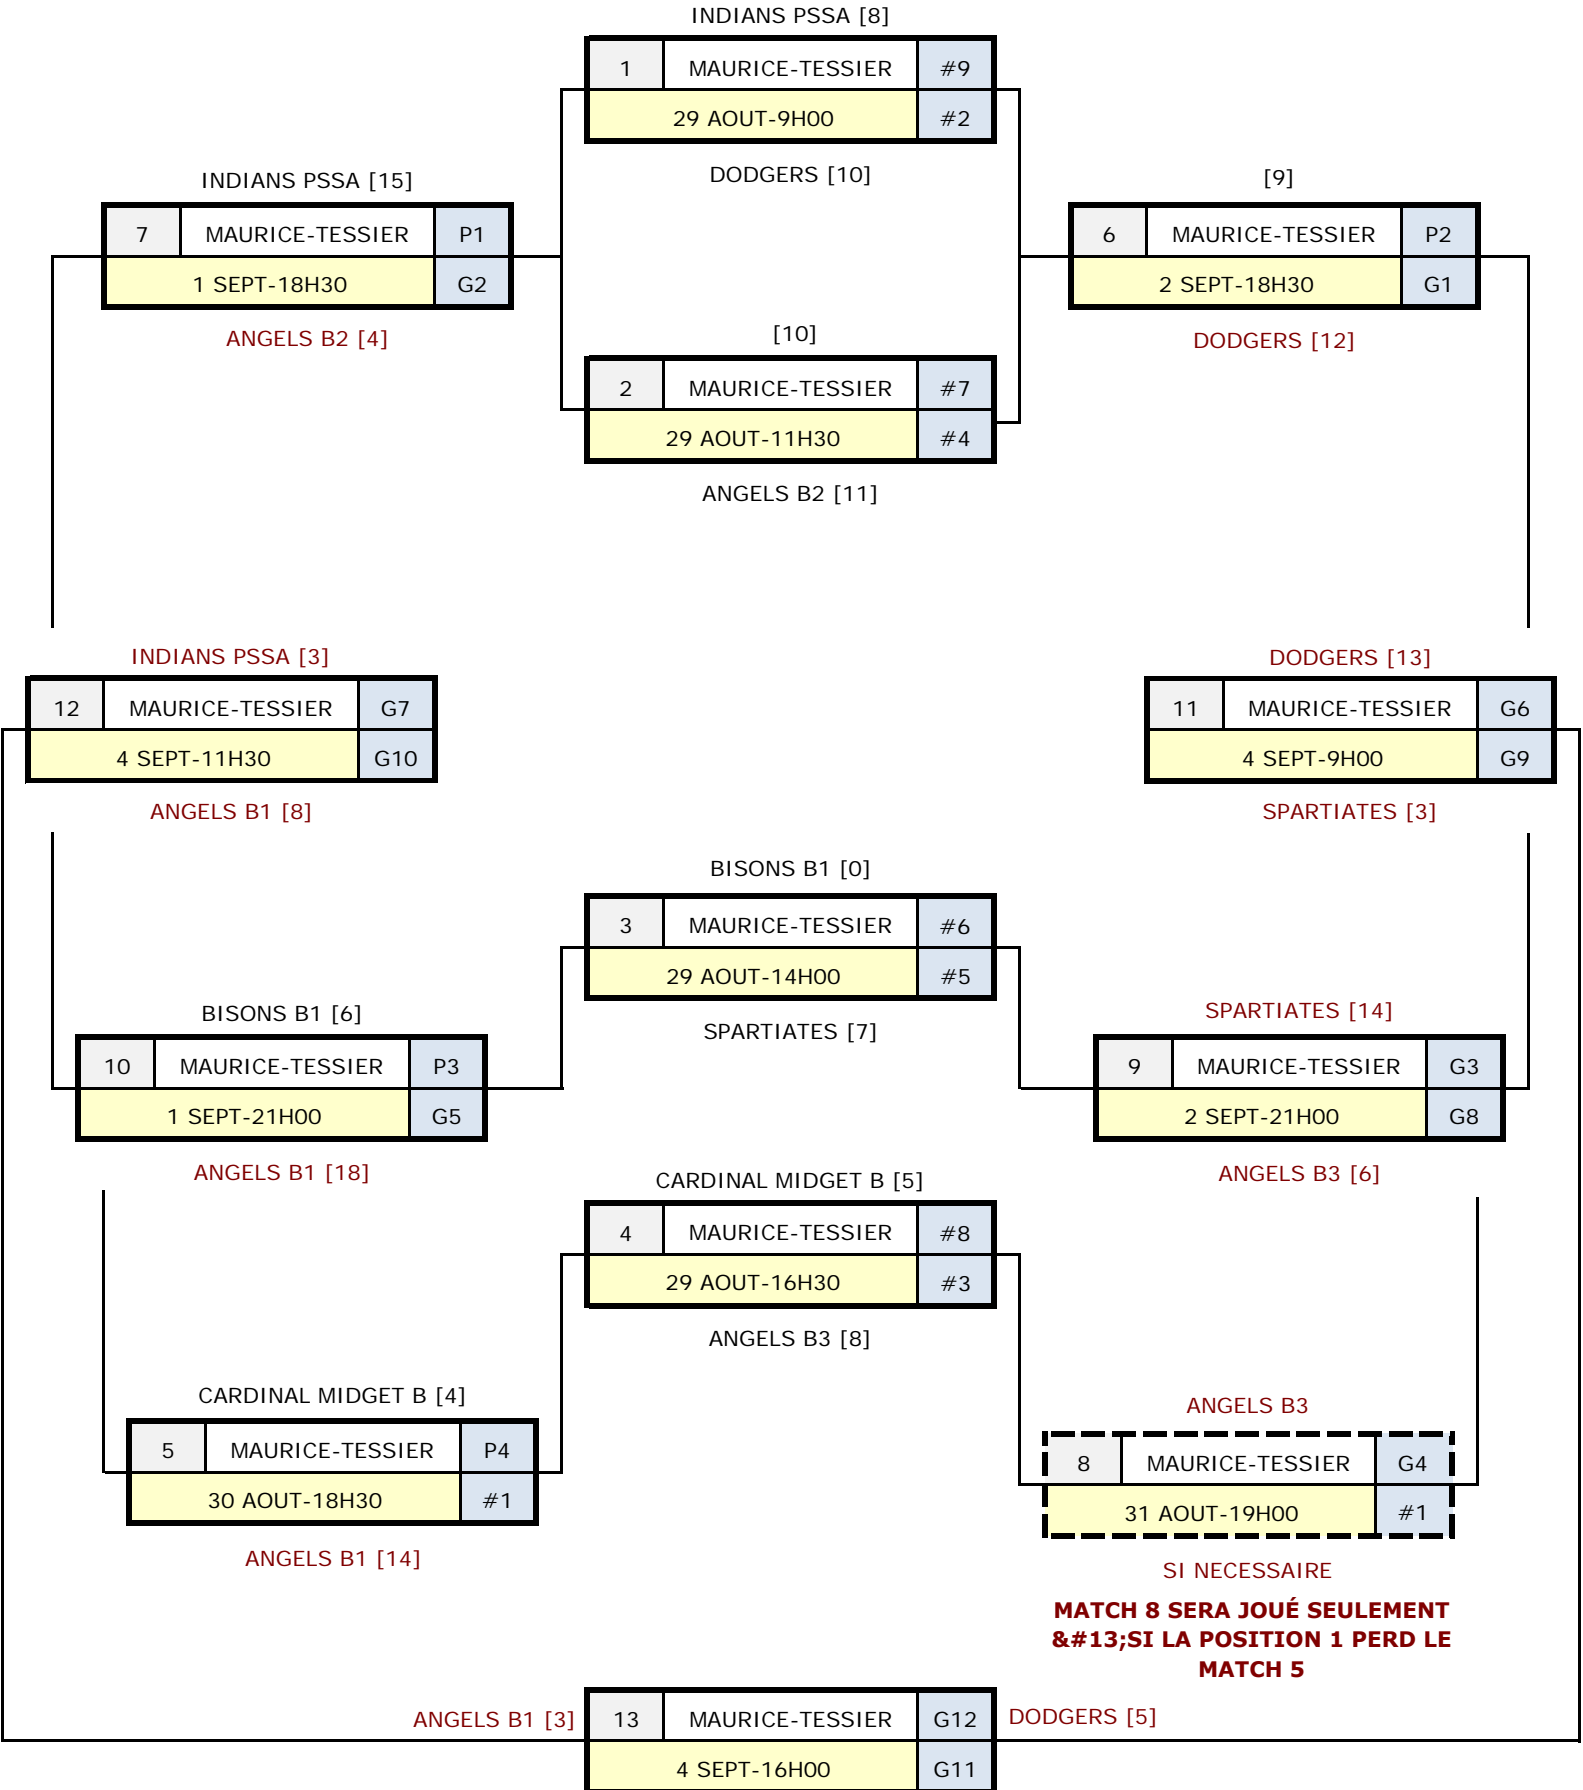 INDIANS PSSA [8]
1 MAURICE-TESSIER #9
29 AOUT-9H00 #2
DODGERS [10]
INDIANS PSSA [15]
7 MAURICE-TESSIER P1
1 SEPT-18H30 G2
ANGELS B2 [4]
[9]
6 MAURICE-TESSIER P2
2 SEPT-18H30 G1
DODGERS [12]
[10]
2 MAURICE-TESSIER #7
29 AOUT-11H30 #4
ANGELS B2 [11]
INDIANS PSSA [3]
12 MAURICE-TESSIER G7
4 SEPT-11H30 G10
ANGELS B1 [8]
DODGERS [13]
11 MAURICE-TESSIER G6
4 SEPT-9H00 G9
SPARTIATES [3]
BISONS B1 [0]
3 MAURICE-TESSIER #6
29 AOUT-14H00 #5
SPARTIATES [7]
BISONS B1 [6]
10 MAURICE-TESSIER P3
1 SEPT-21H00 G5
ANGELS B1 [18]
SPARTIATES [14]
9 MAURICE-TESSIER G3
2 SEPT-21H00 G8
ANGELS B3 [6]
CARDINAL MIDGET B [5]
4 MAURICE-TESSIER #8
29 AOUT-16H30 #3
ANGELS B3 [8]
CARDINAL MIDGET B [4]
5 MAURICE-TESSIER P4
30 AOUT-18H30 #1
ANGELS B1 [14]
ANGELS B3
8 MAURICE-TESSIER G4
31 AOUT-19H00 #1
SI NECESSAIRE
MATCH 8 SERA JOUÉ SEULEMENT
&#13;SI LA POSITION 1 PERD LE
MATCH 5
ANGELS B1 [3] 13 MAURICE-TESSIER G12 DODGERS [5]
4 SEPT-16H00 G11